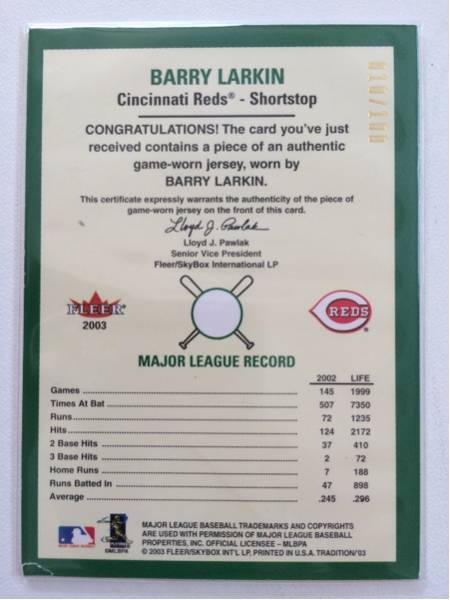 BARRY LARKIN
Cincinnati Reds® - Shortstop
CONGRATULATIONS! The card you've just
received contains a piece of an authentic
game-worn jersey, worn by
BARRY LARKIN.
This certificate expressly warrants the authenticity of the piece of
game-worn jersey on the front of this card.
Lloyd J. Pawlak
Lloyd J. Pawlak
Senior Vice President
Fleer/SkyBox International LP
FLEER
2003
REDS
MAJOR LEAGUE RECORD
2002 LIFE
Games 145 1999
Times At Bat 507 7350
Runs 72 1235
Hits 124 2172
2 Base Hits 37 410
3 Base Hits 2 72
Home Runs 7 188
Runs Batted In 47 898
Average .245 .296
MAJOR LEAGUE BASEBALL TRADEMARKS AND COPYRIGHTS
ARE USED WITH PERMISSION OF MAJOR LEAGUE BASEBALL
PROPERTIES, INC. OFFICIAL LICENSEE – MLBPA
© 2003 FLEER/SKYBOX INT'L LP, PRINTED IN U.S.A. TRADITION/'03
©MLBPA